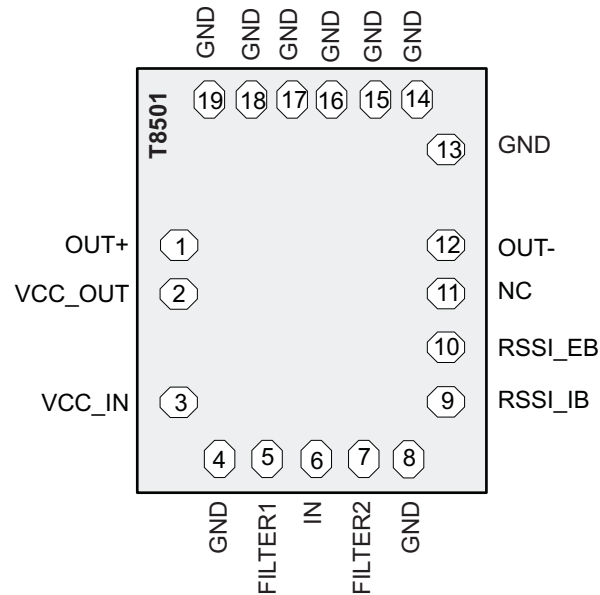 GND GND GND GND GND GND
19 18 17 16 15 14
T8501
13 GND
OUT+ 1 12 OUT-
VCC_OUT 2 11 NC
10 RSSI_EB
VCC_IN 3 9 RSSI_IB
4 5 6 7 8
GND FILTER1 IN FILTER2 GND